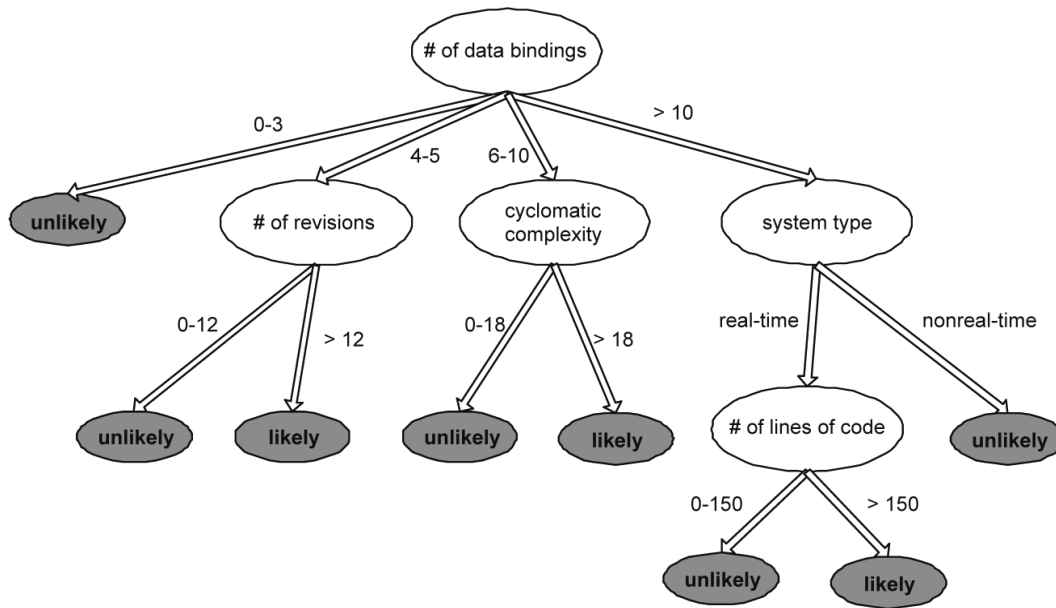 # of data bindings
0-3
4-5
6-10
> 10
unlikely
# of revisions
cyclomatic
complexity
system type
0-12
> 12
0-18
> 18
real-time
nonreal-time
unlikely
likely
unlikely
likely
# of lines of code
unlikely
0-150
> 150
unlikely
likely